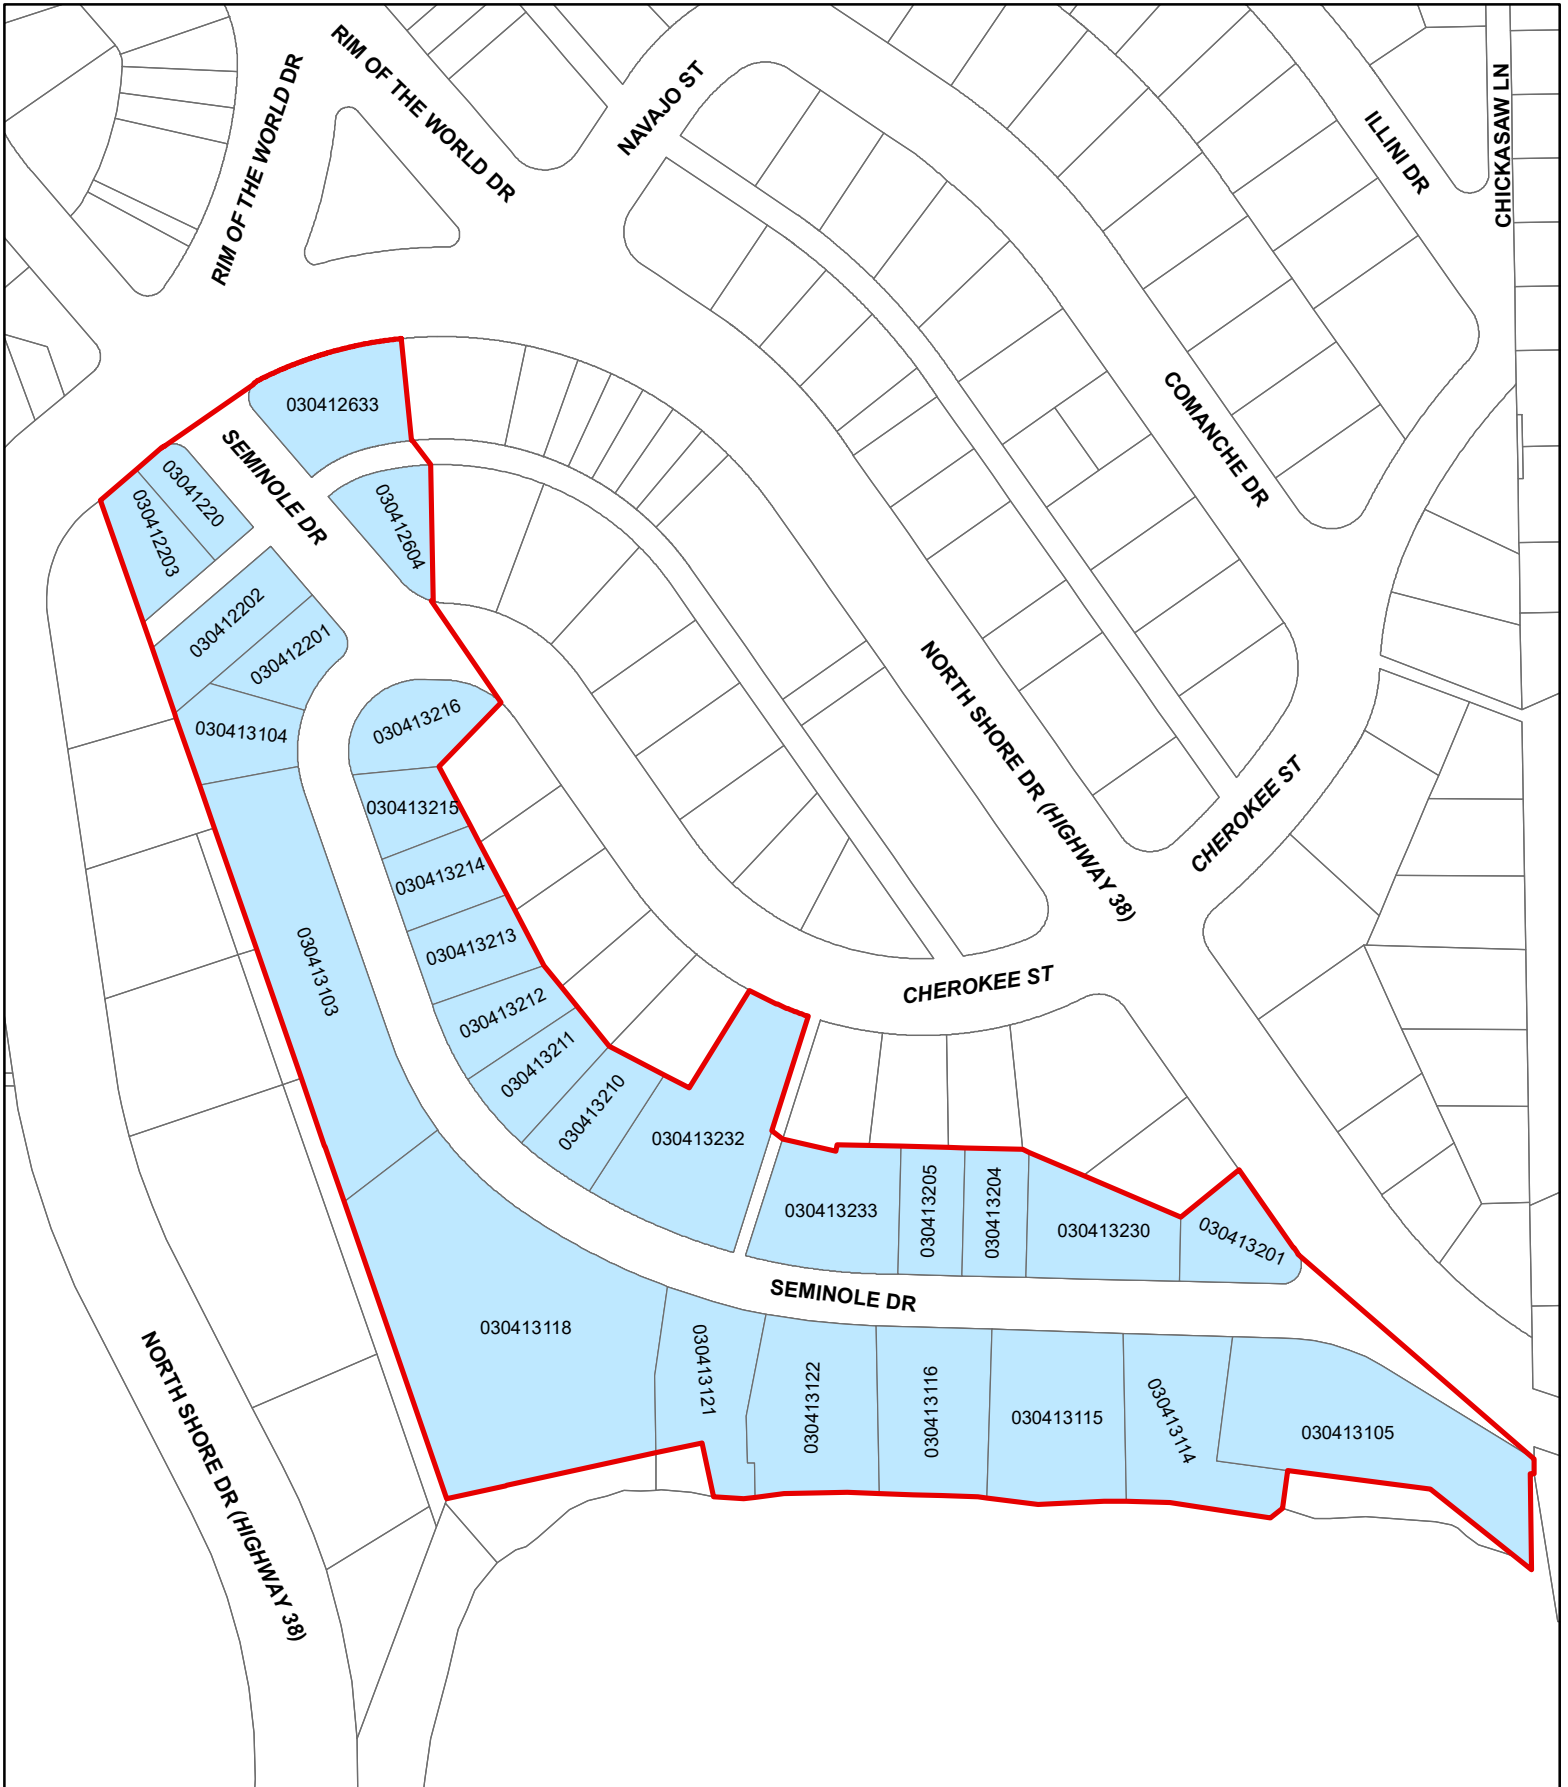 RIM OF THE WORLD DR
RIM OF THE WORLD DR
NAVAJO ST
ILLINI DR
CHICKASAW LN
030412633
SEMINOLE DR
03041220
030412203
030412604
COMANCHE DR
030412202
030412201
030413104
030413216
NORTH SHORE DR (HIGHWAY 38)
CHEROKEE ST
030413215
030413214
030413213
030413103
030413212
CHEROKEE ST
030413211
030413210
030413232
030413233
030413205
030413204
030413230
030413201
SEMINOLE DR
030413118
030413121
030413122
030413116
030413115
030413114
030413105
NORTH SHORE DR (HIGHWAY 38)